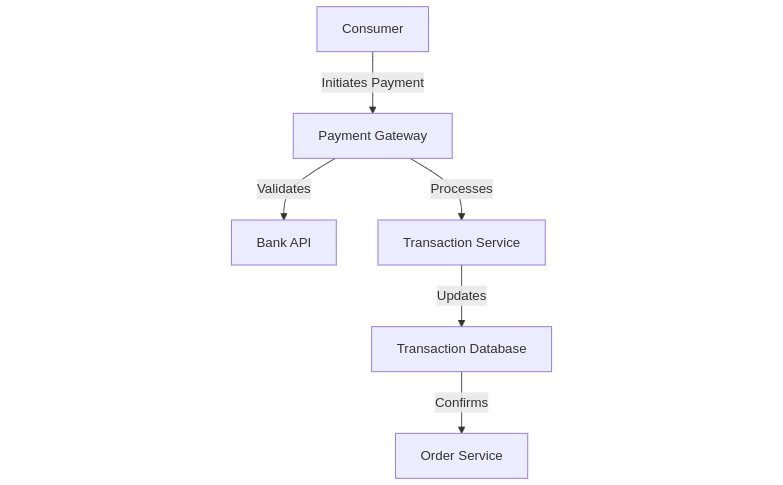 Consumer
Initiates Payment
Payment Gateway
Validates
Processes
Bank API
Transaction Service
Updates
Transaction Database
Confirms
Order Service